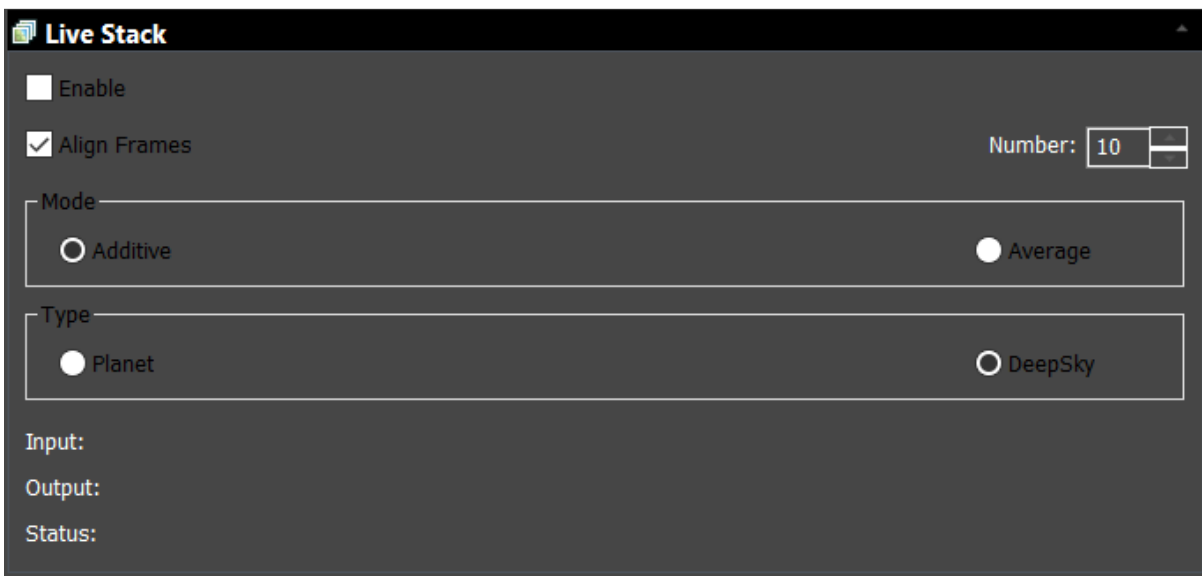 Live Stack
Enable
Align Frames Number: 10
Mode
Additive Average
Type
Planet DeepSky
Input:
Output:
Status: